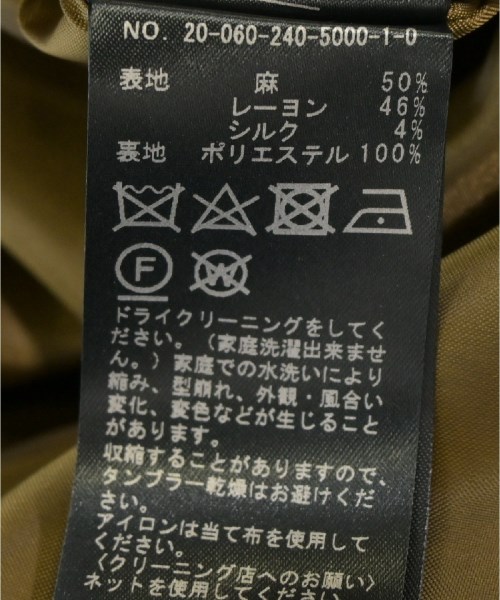 NO. 20-060-240-5000-1-0
表地 麻 50%
レーヨン 46%
シルク 4%
裏地 ポリエステル 100%
F
W
ドライクリーニングをしてく
ださい。(家庭洗濯出来ませ
ん。)家庭での水洗いにより
縮み、型崩れ、外観・風合い
変化、変色などが生じること
があります。
収縮することがありますので、
タンブラー乾燥はお避けくだ
さい。
アイロンは当て布を使用して
ください。
〈クリーニング店へのお願い〉
ネットを使用してください。